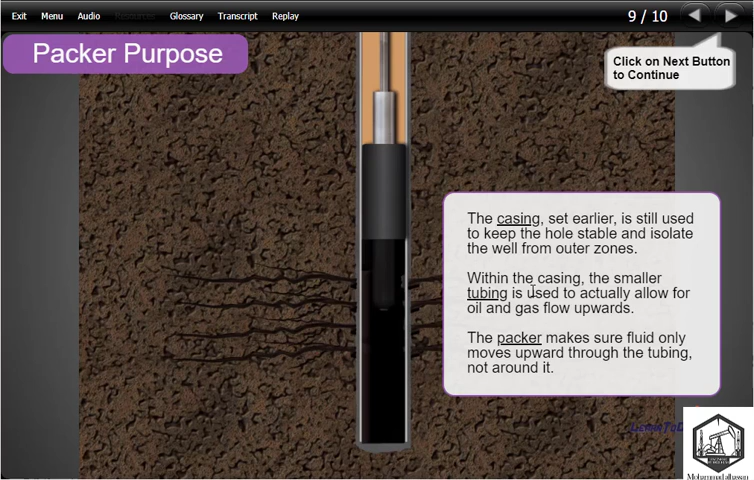 Exit Menu Audio Resources Glossary Transcript Replay 9 / 10
Packer Purpose
Click on Next Button
to Continue
The casing, set earlier, is still used
to keep the hole stable and isolate
the well from outer zones.
Within the casing, the smaller
tubing is used to actually allow for
oil and gas flow upwards.
The packer makes sure fluid only
moves upward through the tubing,
not around it.
Mohammad alhassan